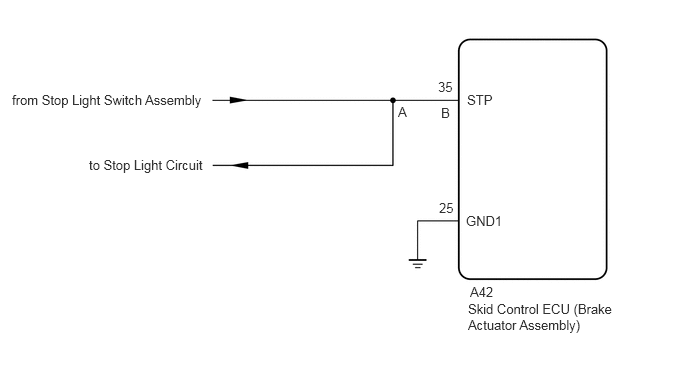 35
from Stop Light Switch Assembly
STP
A
B
to Stop Light Circuit
25
GND1
A42
Skid Control ECU (Brake
Actuator Assembly)